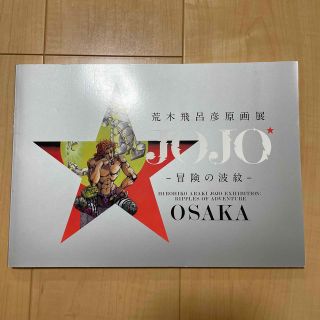 荒木飛呂彦原画展
JOJO
-冒険の波紋-
HIROHIKO ARAKI JOJO EXHIBITION:
RIPPLES OF ADVENTURE
OSAKA